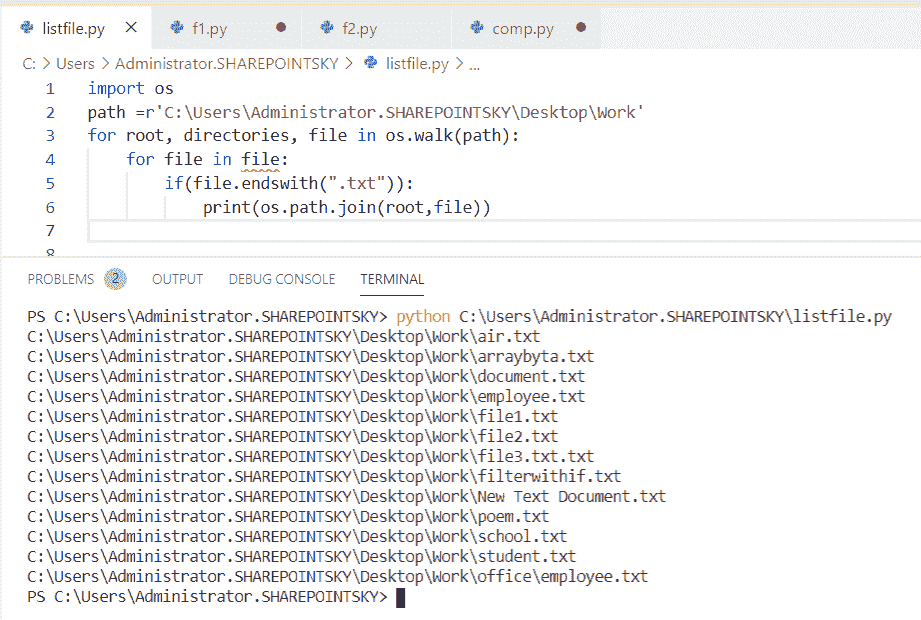 listfile.py × f1.py f2.py comp.py
C: > Users > Administrator.SHAREPOINTSKY > listfile.py > ...
1 import os
2 path =r'C:\Users\Administrator.SHAREPOINTSKY\Desktop\Work'
3 for root, directories, file in os.walk(path):
4 for file in file:
5 if(file.endswith(".txt")):
6 print(os.path.join(root,file))
7
8
PROBLEMS 2 OUTPUT DEBUG CONSOLE TERMINAL
PS C:\Users\Administrator.SHAREPOINTSKY> python C:\Users\Administrator.SHAREPOINTSKY\listfile.py
C:\Users\Administrator.SHAREPOINTSKY\Desktop\Work\air.txt
C:\Users\Administrator.SHAREPOINTSKY\Desktop\Work\arraybyta.txt
C:\Users\Administrator.SHAREPOINTSKY\Desktop\Work\document.txt
C:\Users\Administrator.SHAREPOINTSKY\Desktop\Work\employee.txt
C:\Users\Administrator.SHAREPOINTSKY\Desktop\Work\file1.txt
C:\Users\Administrator.SHAREPOINTSKY\Desktop\Work\file2.txt
C:\Users\Administrator.SHAREPOINTSKY\Desktop\Work\file3.txt.txt
C:\Users\Administrator.SHAREPOINTSKY\Desktop\Work\filterwithif.txt
C:\Users\Administrator.SHAREPOINTSKY\Desktop\Work\New Text Document.txt
C:\Users\Administrator.SHAREPOINTSKY\Desktop\Work\poem.txt
C:\Users\Administrator.SHAREPOINTSKY\Desktop\Work\school.txt
C:\Users\Administrator.SHAREPOINTSKY\Desktop\Work\student.txt
C:\Users\Administrator.SHAREPOINTSKY\Desktop\Work\office\employee.txt
PS C:\Users\Administrator.SHAREPOINTSKY>